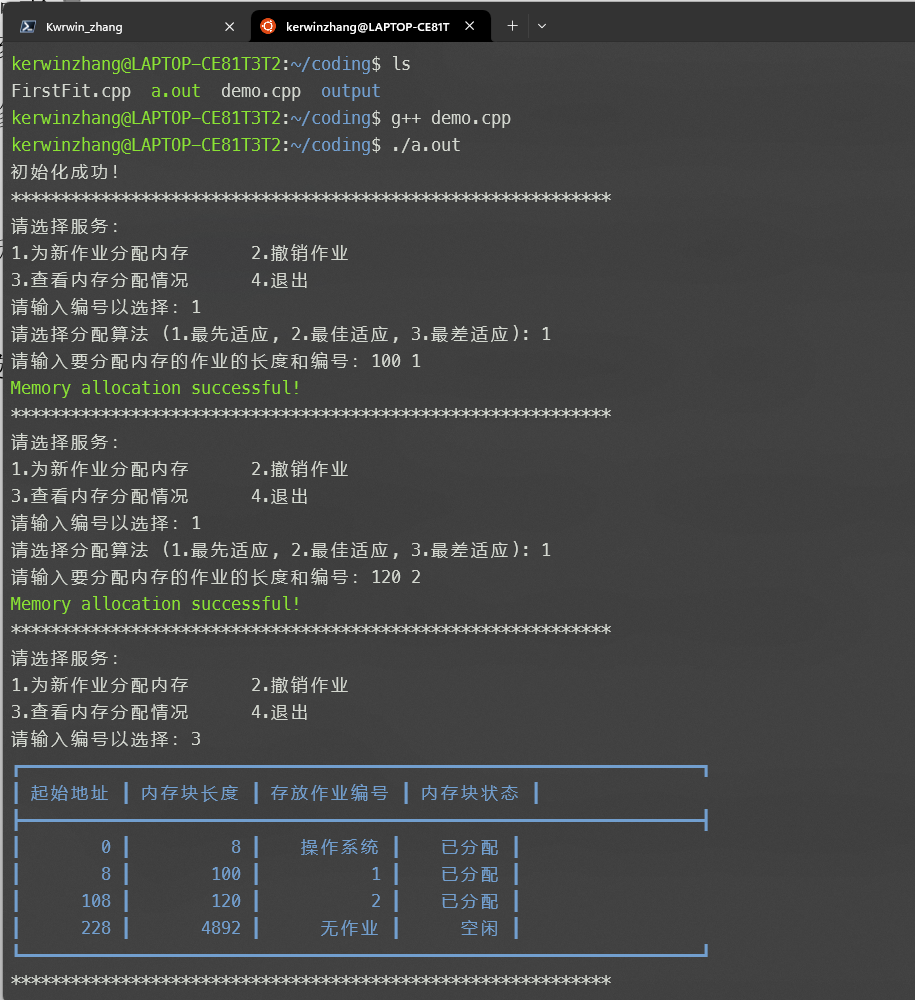 Kwrwin_zhang
kerwinzhang@LAPTOP-CE81T
kerwinzhang@LAPTOP-CE81T3T2:~/coding$ ls
FirstFit.cpp a.out demo.cpp output
kerwinzhang@LAPTOP-CE81T3T2:~/coding$ g++ demo.cpp
kerwinzhang@LAPTOP-CE81T3T2:~/coding$ ./a.out
初始化成功!
************************************************************
请选择服务:
1.为新作业分配内存 2.撤销作业
3.查看内存分配情况 4.退出
请输入编号以选择: 1
请选择分配算法 (1.最先适应, 2.最佳适应, 3.最差适应): 1
请输入要分配内存的作业的长度和编号: 100 1
Memory allocation successful!
************************************************************
请选择服务:
1.为新作业分配内存 2.撤销作业
3.查看内存分配情况 4.退出
请输入编号以选择: 1
请选择分配算法 (1.最先适应, 2.最佳适应, 3.最差适应): 1
请输入要分配内存的作业的长度和编号: 120 2
Memory allocation successful!
************************************************************
请选择服务:
1.为新作业分配内存 2.撤销作业
3.查看内存分配情况 4.退出
请输入编号以选择: 3
┃ 起始地址 ┃ 内存块长度 ┃ 存放作业编号 ┃ 内存块状态 ┃
┃ 0 ┃ 8 ┃ 操作系统 ┃ 已分配 ┃
┃ 8 ┃ 100 ┃ 1 ┃ 已分配 ┃
┃ 108 ┃ 120 ┃ 2 ┃ 已分配 ┃
┃ 228 ┃ 4892 ┃ 无作业 ┃ 空闲 ┃
************************************************************